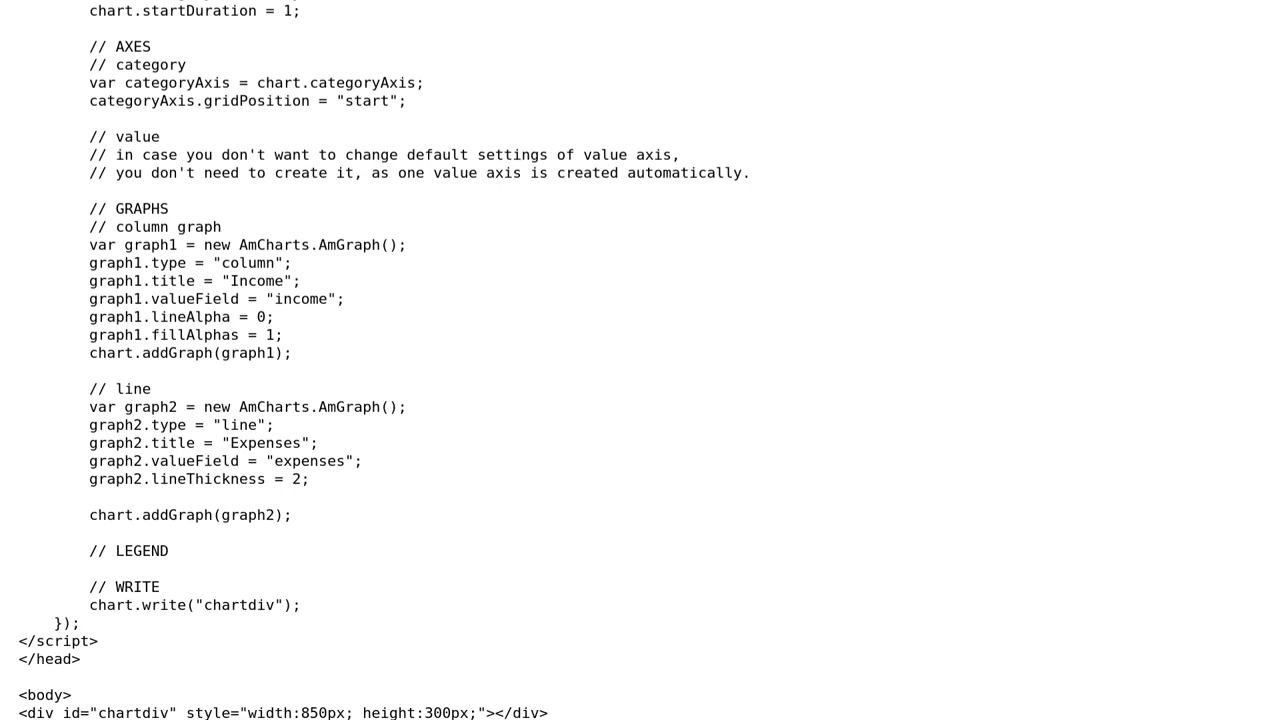 chart.startDuration = 1;
// AXES
// category
var categoryAxis = chart.categoryAxis;
categoryAxis.gridPosition = "start";
// value
// in case you don't want to change default settings of value axis,
// you don't need to create it, as one value axis is created automatically.
// GRAPHS
// column graph
var graph1 = new AmCharts.AmGraph();
graph1.type = "column";
graph1.title = "Income";
graph1.valueField = "income";
graph1.lineAlpha = 0;
graph1.fillAlphas = 1;
chart.addGraph(graph1);
// line
var graph2 = new AmCharts.AmGraph();
graph2.type = "line";
graph2.title = "Expenses";
graph2.valueField = "expenses";
graph2.lineThickness = 2;
chart.addGraph(graph2);
// LEGEND
// WRITE
chart.write("chartdiv");
});
</script>
</head>
<body>
<div id="chartdiv" style="width:850px; height:300px;"></div>